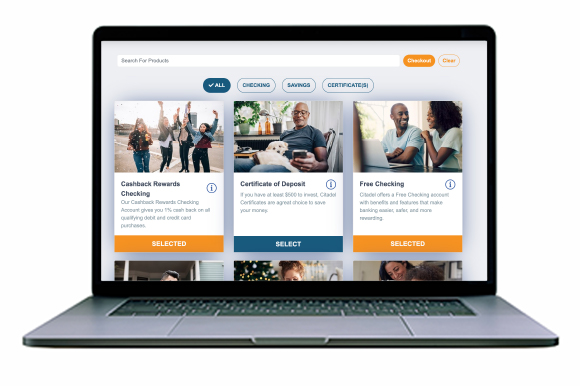 Search For Products
Checkout
Clear
ALL
CHECKING
SAVINGS
CERTIFICATE(S)
Cashback Rewards
Checking
Our Cashback Rewards Checking
Account gives you 1% cash back on all
qualifying debit and credit card
purchases.
SELECTED
Certificate of Deposit
If you have at least $500 to invest, Citadel
Certificates are agreat choice to save
your money.
SELECT
Free Checking
Citadel offers a Free Checking account
with benefits and features that make
banking easier, safer, and more
rewarding.
SELECTED